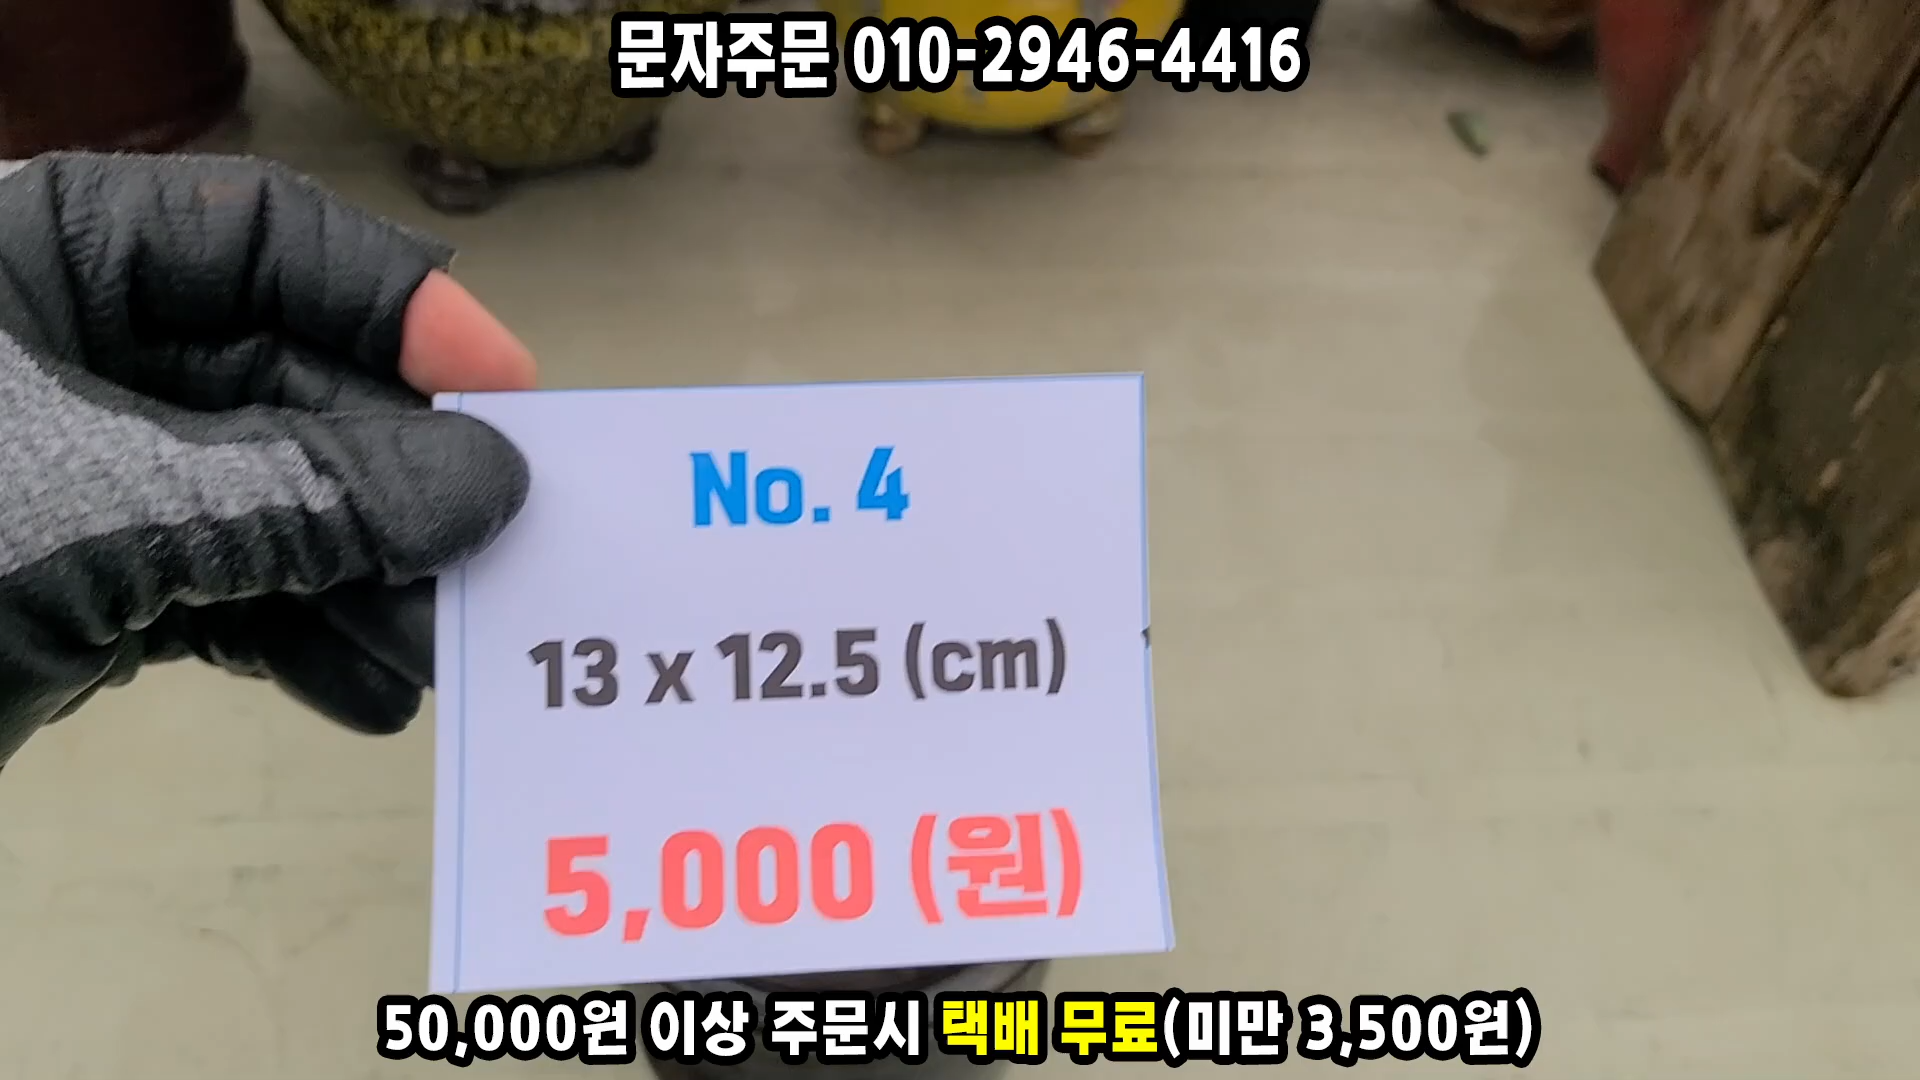 문자주문 010-2946-4416
No. 4
13 x 12.5 (cm)
5,000 (원)
50,000원 이상 주문시 택배 무료(미만 3,500원)